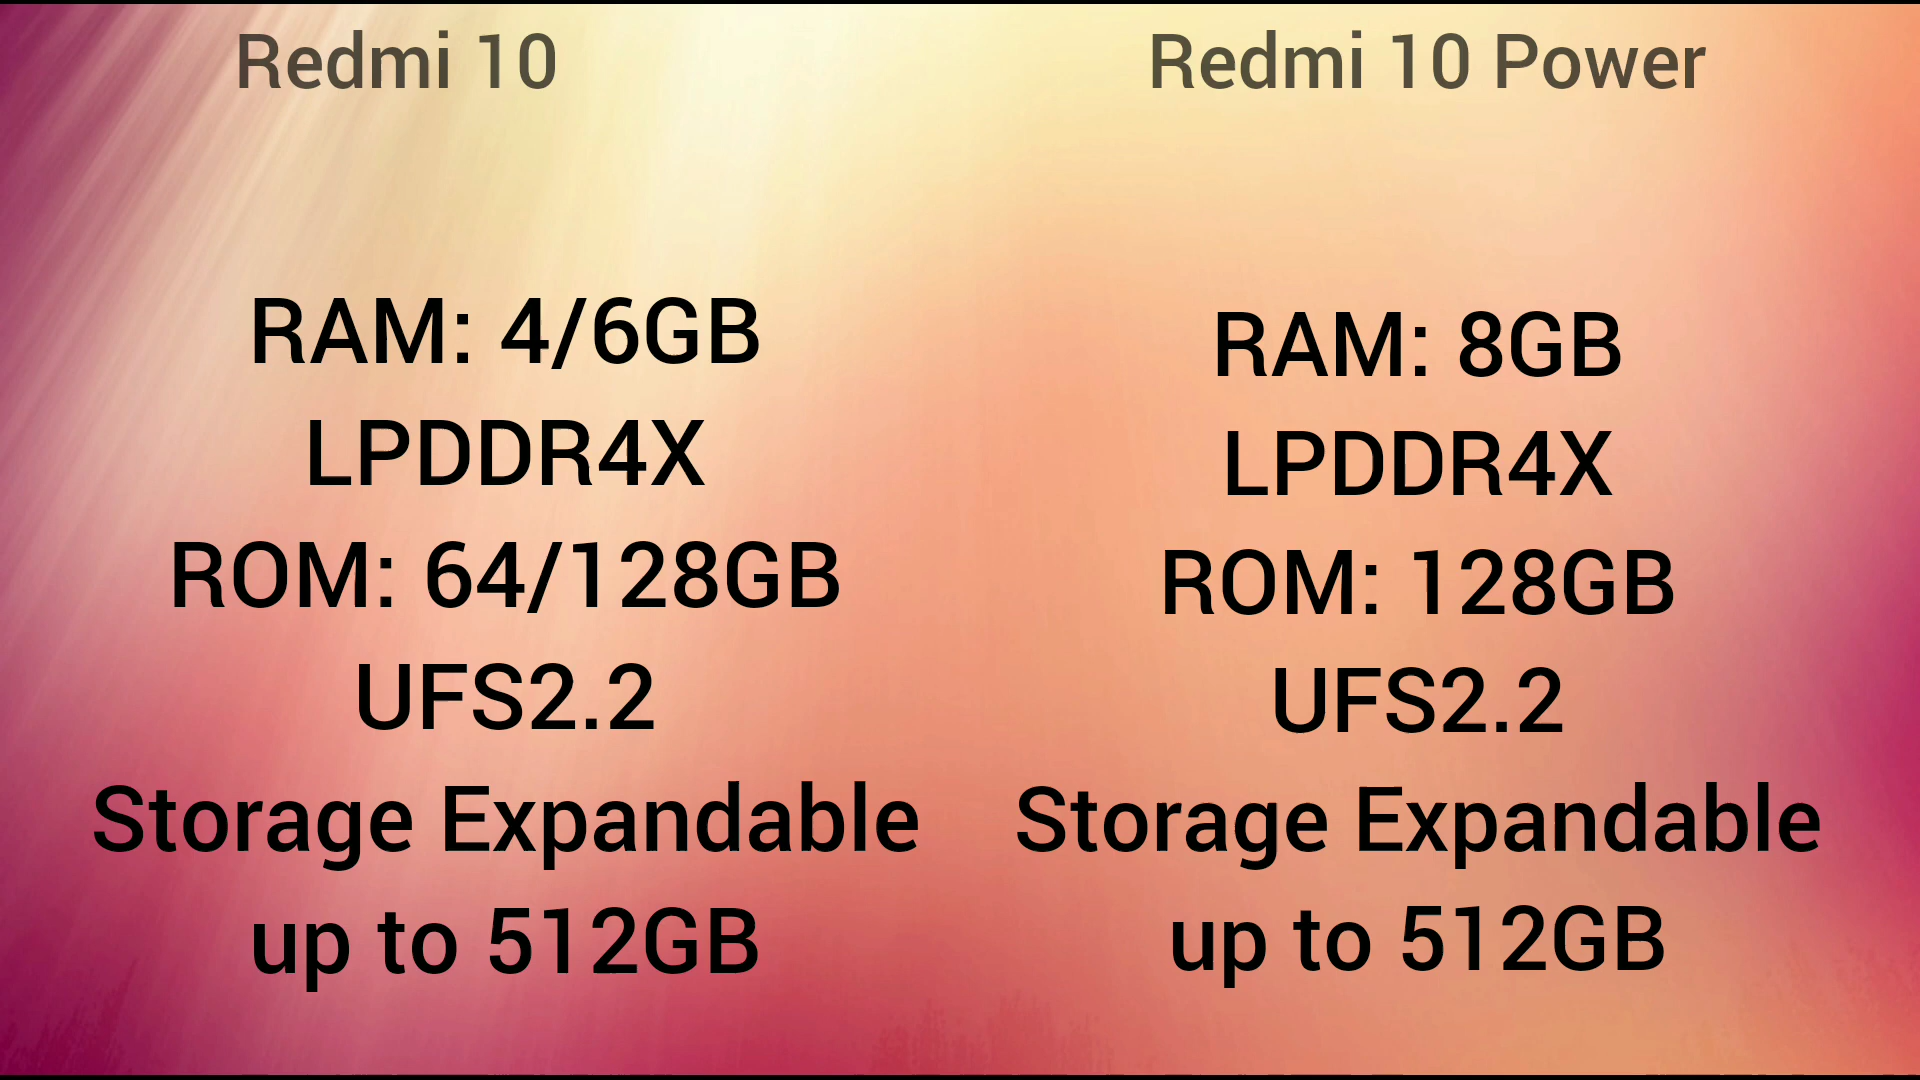 Redmi 10
RAM: 4/6GB
LPDDR4X
ROM: 64/128GB
UFS2.2
Storage Expandable
up to 512GB
Redmi 10 Power
RAM: 8GB
LPDDR4X
ROM: 128GB
UFS2.2
Storage Expandable
up to 512GB